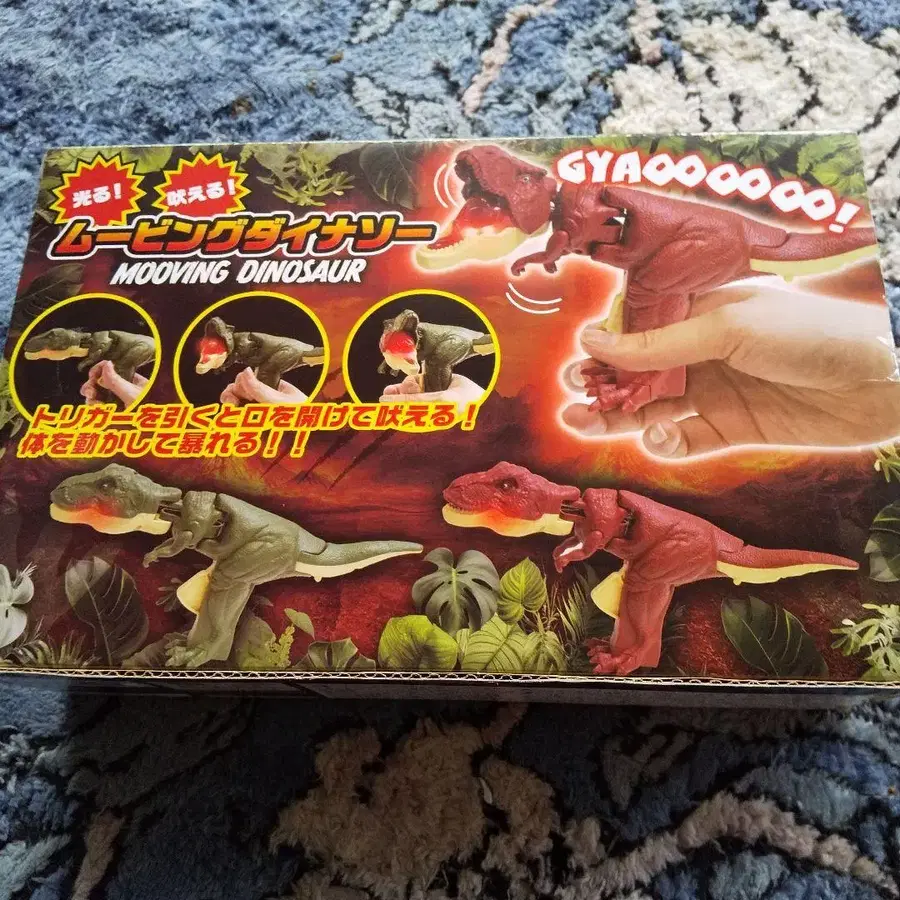 光る!
吠える!
ムービングダイナソー
MOOVING DINOSAUR
GYAOOOOOOO!
トリガーを引くと口を開けて吠える!
体を動かして暴れる!!